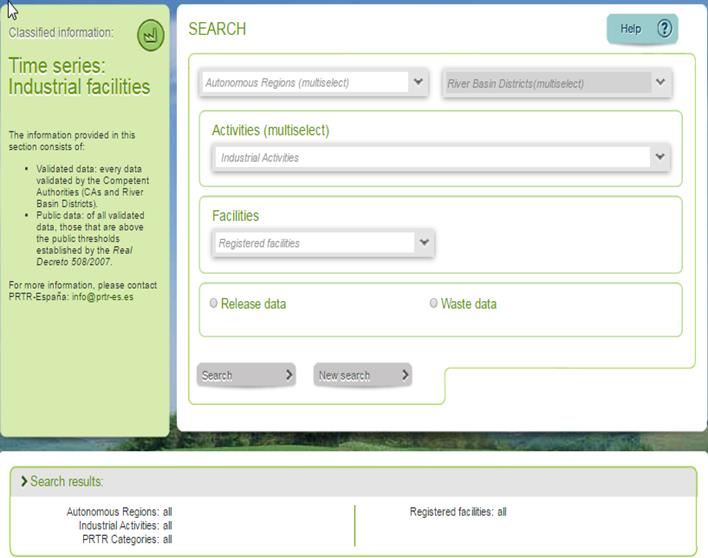 Classified information:
Time series:
Industrial facilities
The information provided in this
section consists of:
Validated data: every data
validated by the Competent
Authorities (CAs and River
Basin Districts).
Public data: of all validated
data, those that are above
the public thresholds
established by the Real
Decreto 508/2007.
For more information, please contact
PRTR-España: info@prtr-es.es
SEARCH
Help ?
Autonomous Regions (multiselect)
River Basin Districts(multiselect)
Activities (multiselect)
Industrial Activities
Facilities
Registered facilities
Release data
Waste data
Search
New search
Search results:
Autonomous Regions: all
Industrial Activities: all
PRTR Categories: all
Registered facilities: all